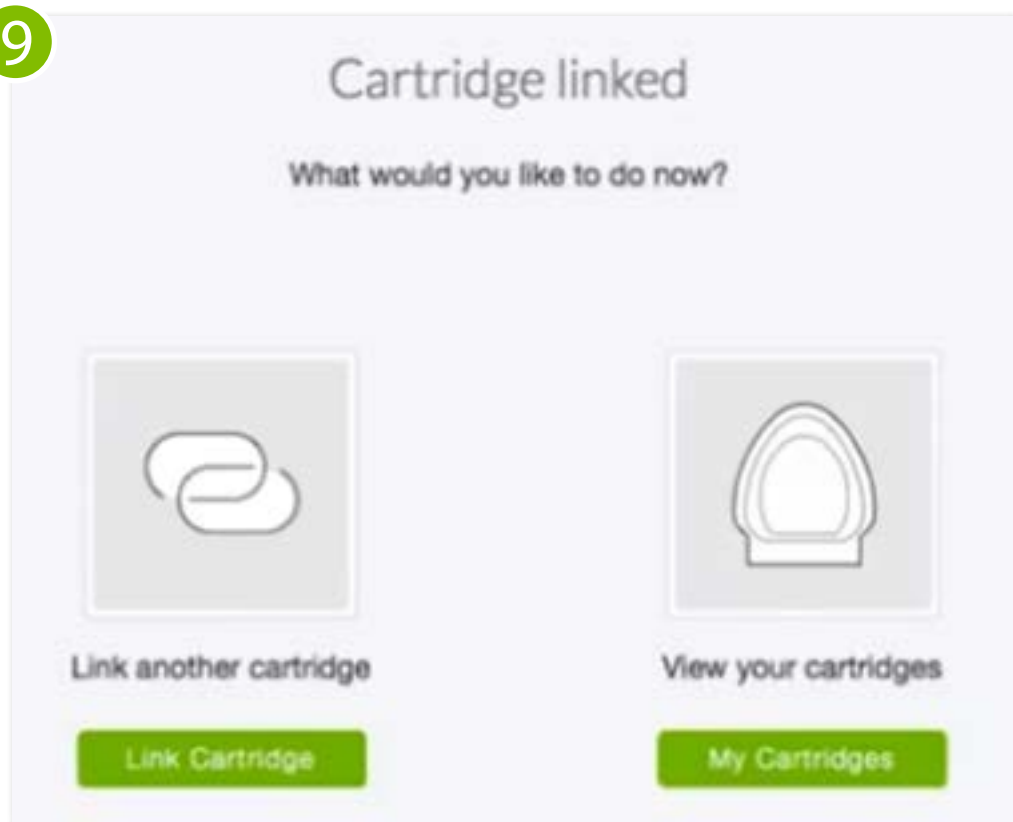 9
Cartridge linked
What would you like to do now?
Link another cartridge
View your cartridges
Link Cartridge
My Cartridges